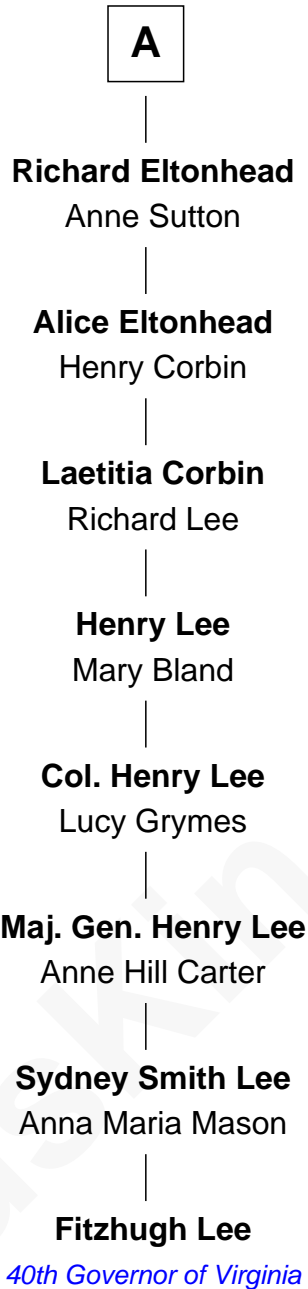 A
Richard Eltonhead
Anne Sutton
Alice Eltonhead
Henry Corbin
Laetitia Corbin
Richard Lee
Henry Lee
Mary Bland
Col. Henry Lee
Lucy Grymes
Maj. Gen. Henry Lee
Anne Hill Carter
Sydney Smith Lee
Anna Maria Mason
Fitzhugh Lee
40th Governor of Virginia